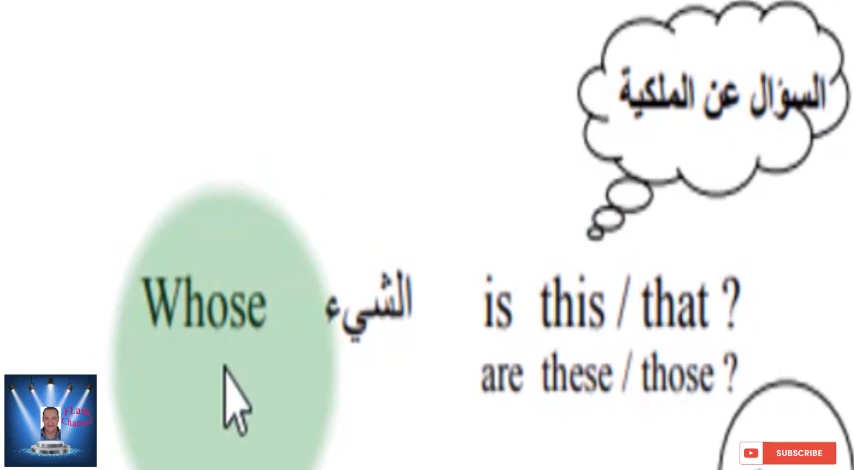 السؤال عن الملكية
Whose الشيء is this / that ?
are these / those ?
SUBSCRIBE